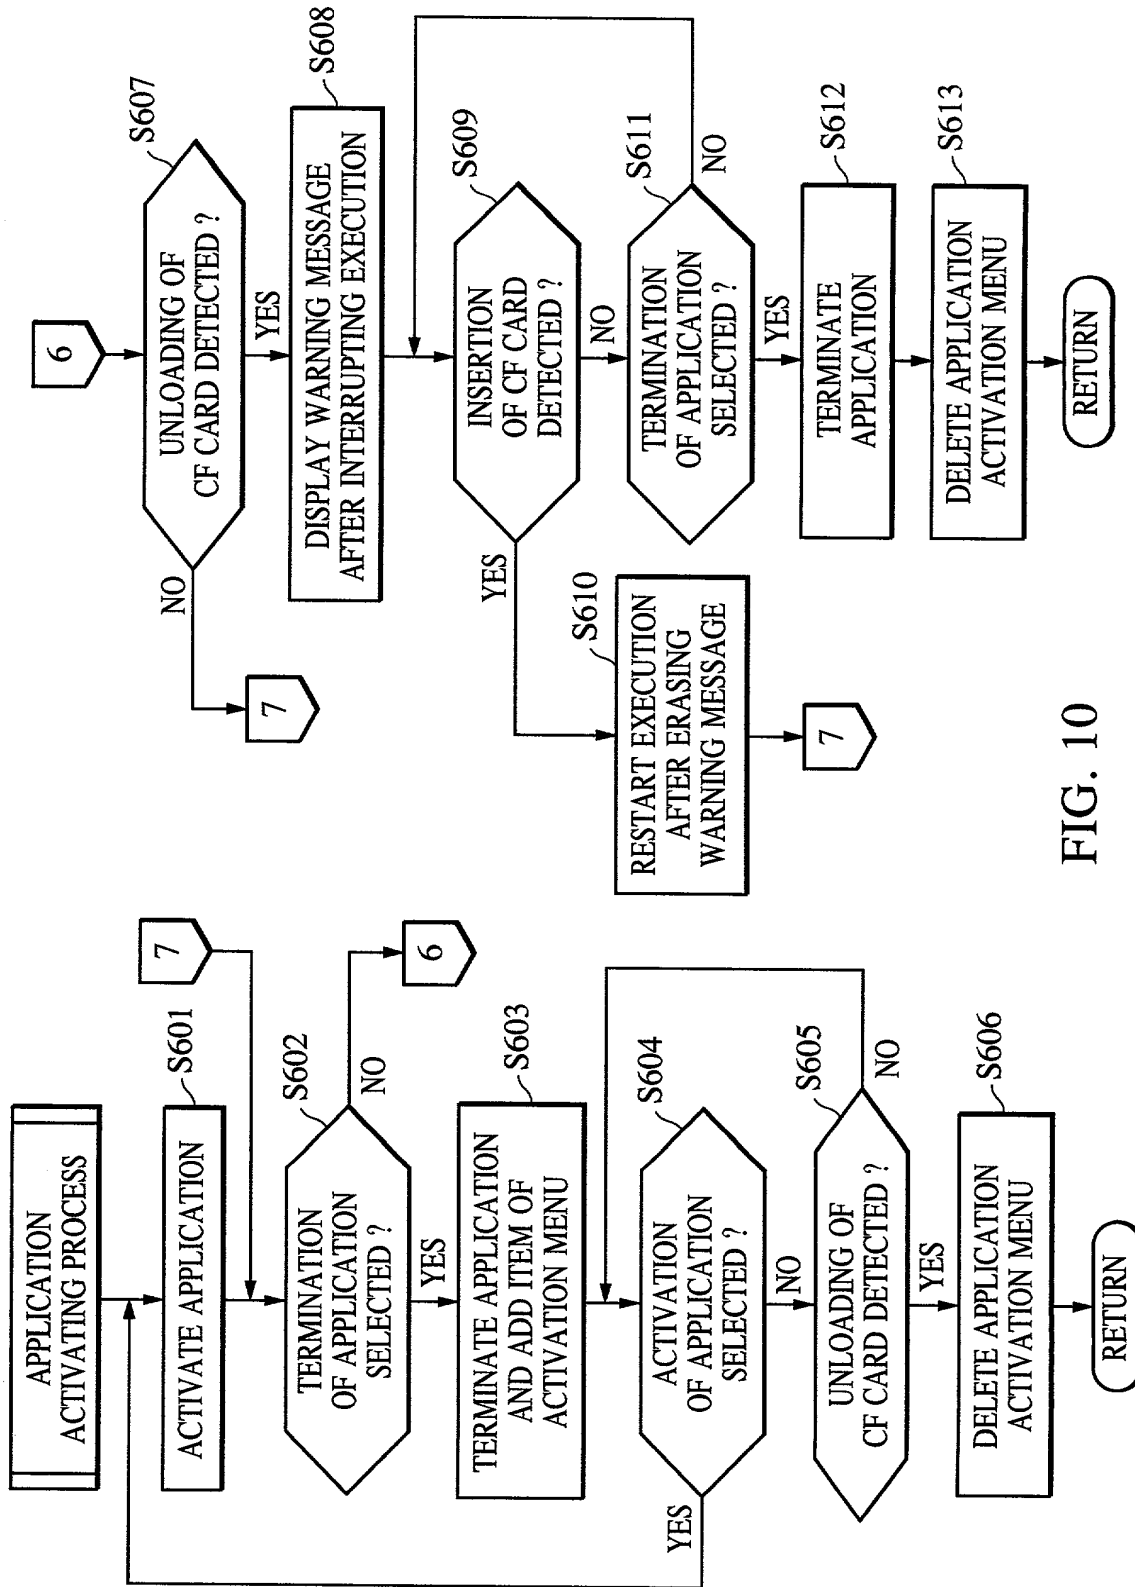 APPLICATION
ACTIVATING PROCESS
7
S601
ACTIVATE APPLICATION
S602
TERMINATION
OF APPLICATION
SELECTED ?
NO
6
YES
S603
TERMINATE APPLICATION
AND ADD ITEM OF
ACTIVATION MENU
S604
ACTIVATION
OF APPLICATION
SELECTED ?
YES
NO
S605
UNLOADING OF
CF CARD DETECTED ?
NO
YES
S606
DELETE APPLICATION
ACTIVATION MENU
RETURN
6
S607
UNLOADING OF
CF CARD DETECTED ?
NO
7
YES
S608
DISPLAY WARNING MESSAGE
AFTER INTERRUPTING EXECUTION
S609
INSERTION
OF CF CARD
DETECTED ?
YES
NO
S610
RESTART EXECUTION
AFTER ERASING
WARNING MESSAGE
7
S611
TERMINATION
OF APPLICATION
SELECTED ?
NO
YES
S612
TERMINATE
APPLICATION
S613
DELETE APPLICATION
ACTIVATION MENU
RETURN
FIG. 10